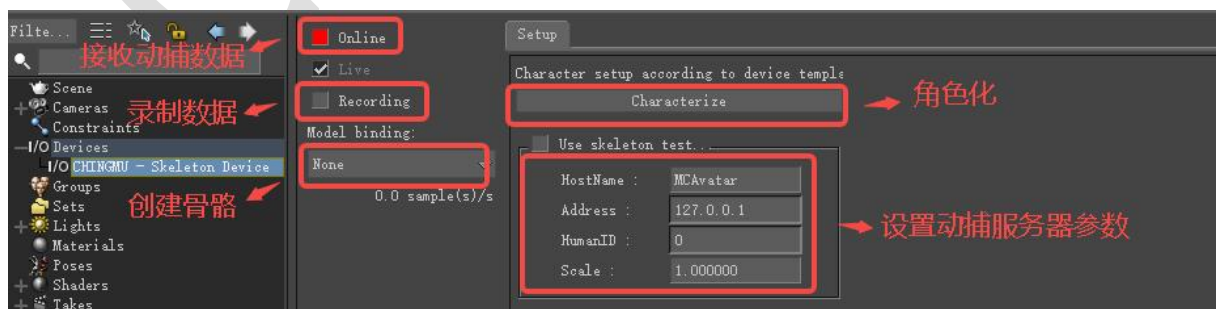 Filte...
接收动捕数据
Scene
Cameras
录制数据
Constraints
I/O Devices
I/O CHINGMU - Skeleton Device
Groups
Sets
创建骨骼
Lights
Materials
Poses
Shaders
Takes
Online
Live
Recording
Model binding:
None
0.0 sample(s)/s
Setup
Character setup according to device templa
Characterize
角色化
Use skeleton test...
HostName : MCAvatar
Address : 127.0.0.1
HumanID : 0
Scale : 1.000000
设置动捕服务器参数